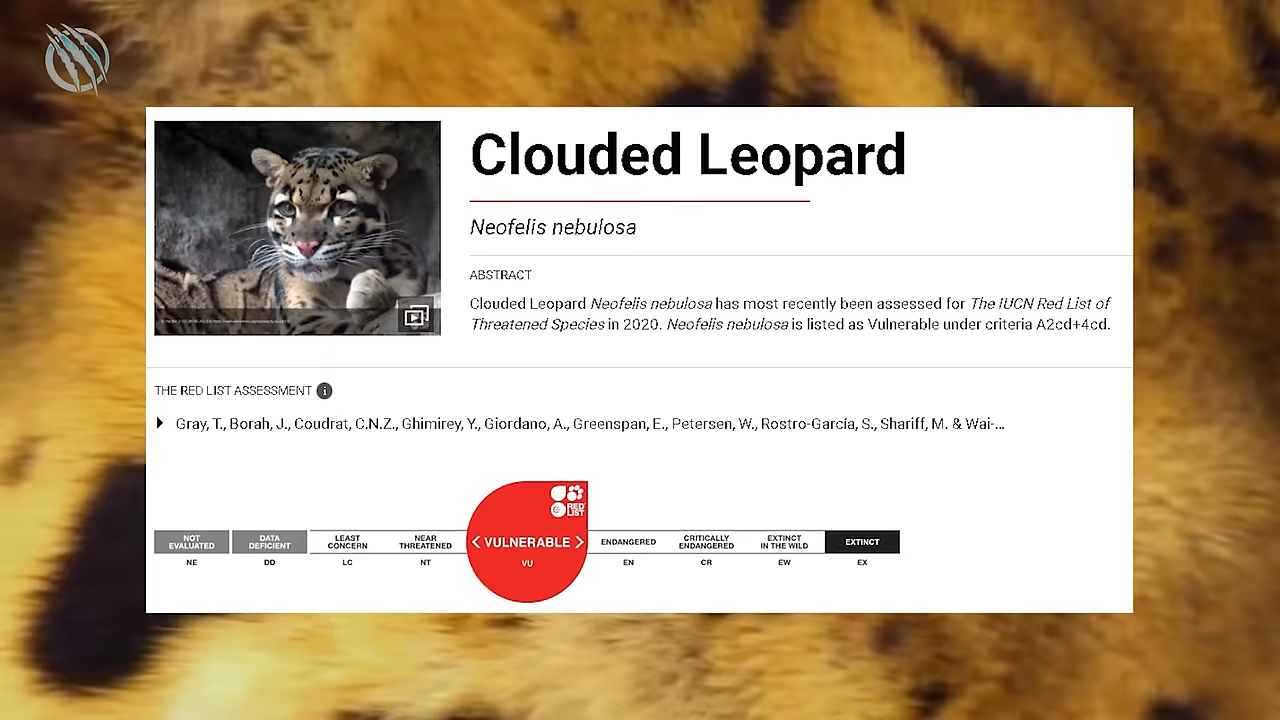 Clouded Leopard
Neofelis nebulosa
ABSTRACT
Clouded Leopard Neofelis nebulosa has most recently been assessed for The IUCN Red List of
Threatened Species in 2020. Neofelis nebulosa is listed as Vulnerable under criteria A2cd+4cd.
THE RED LIST ASSESSMENT i
Gray, T., Borah, J., Coudrat, C.N.Z., Ghimirey, Y., Giordano, A., Greenspan, E., Petersen, W., Rostro-García, S., Shariff, M. & Wai-...
RED
LIST
NOT
EVALUATED
NE
DATA
DEFICIENT
DD
LEAST
CONCERN
LC
NEAR
THREATENED
NT
< VULNERABLE >
VU
ENDANGERED
EN
CRITICALLY
ENDANGERED
CR
EXTINCT
IN THE WILD
EW
EXTINCT
EX